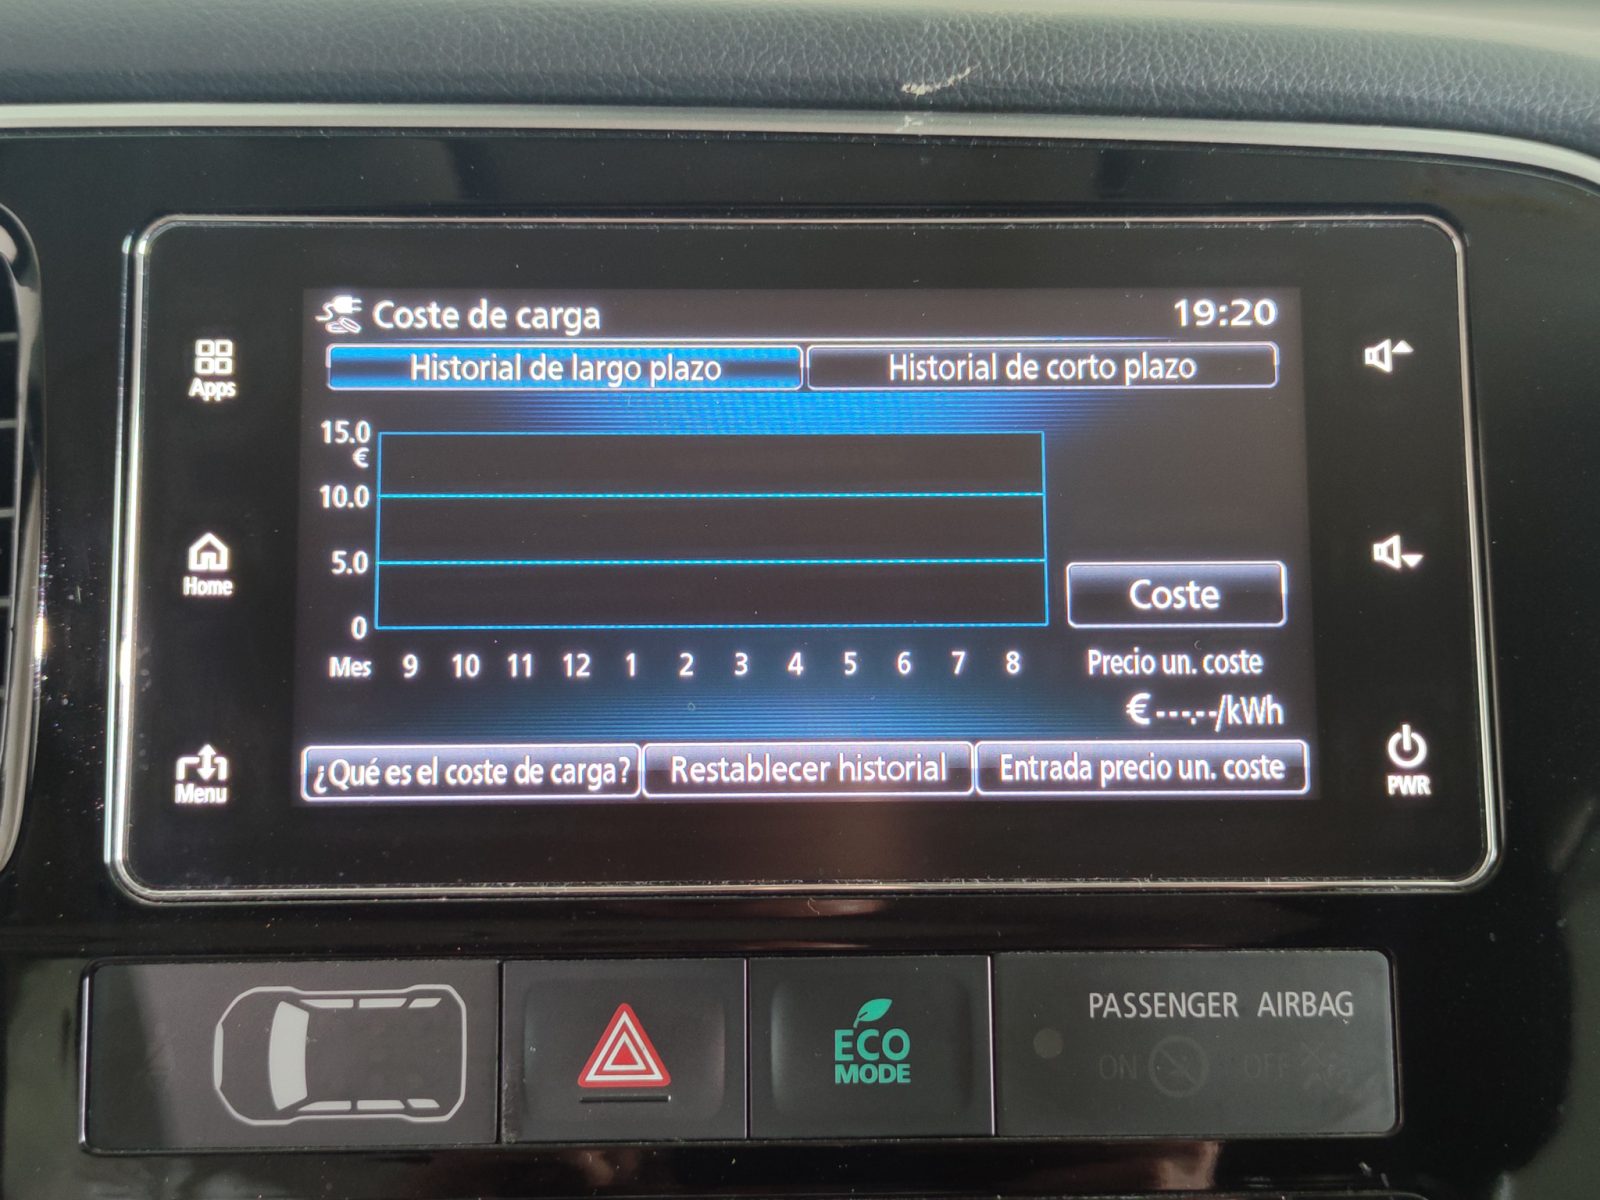 Coste de carga
19:20
Historial de largo plazo
Historial de corto plazo
Apps
15.0
€
10.0
5.0
0
Home
Coste
Mes 9 10 11 12 1 2 3 4 5 6 7 8
Precio un. coste
€---.--/kWh
Menu
¿Qué es el coste de carga?
Restablecer historial
Entrada precio un. coste
PWR
ECO
MODE
PASSENGER AIRBAG
ON
OFF